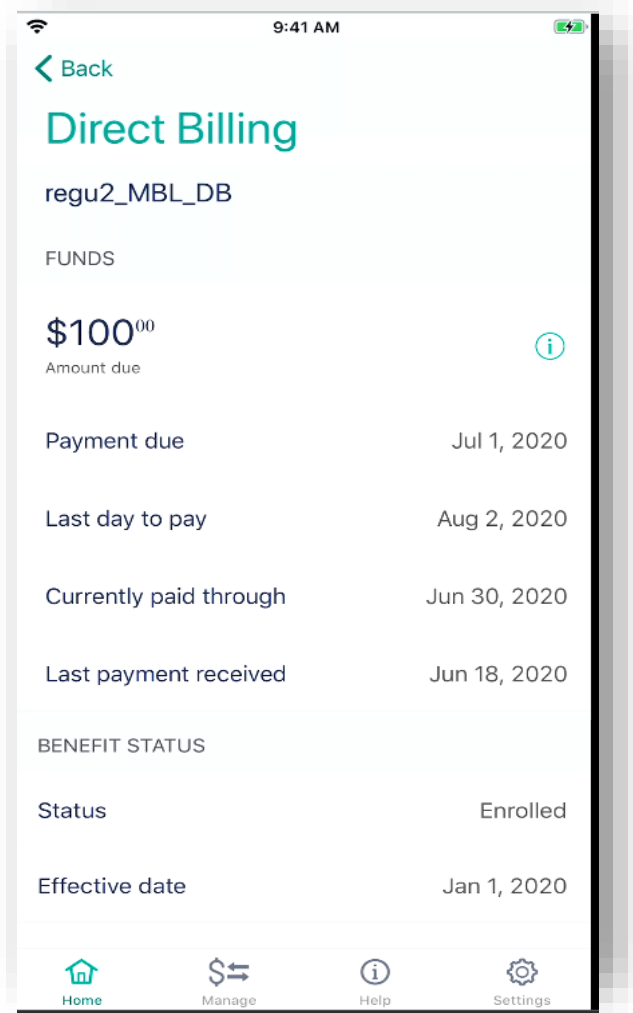 9:41 AM
Back
Direct Billing
regu2_MBL_DB
FUNDS
$10000
Amount due
Payment due Jul 1, 2020
Last day to pay Aug 2, 2020
Currently paid through Jun 30, 2020
Last payment received Jun 18, 2020
BENEFIT STATUS
Status Enrolled
Effective date Jan 1, 2020
Home Manage Help Settings